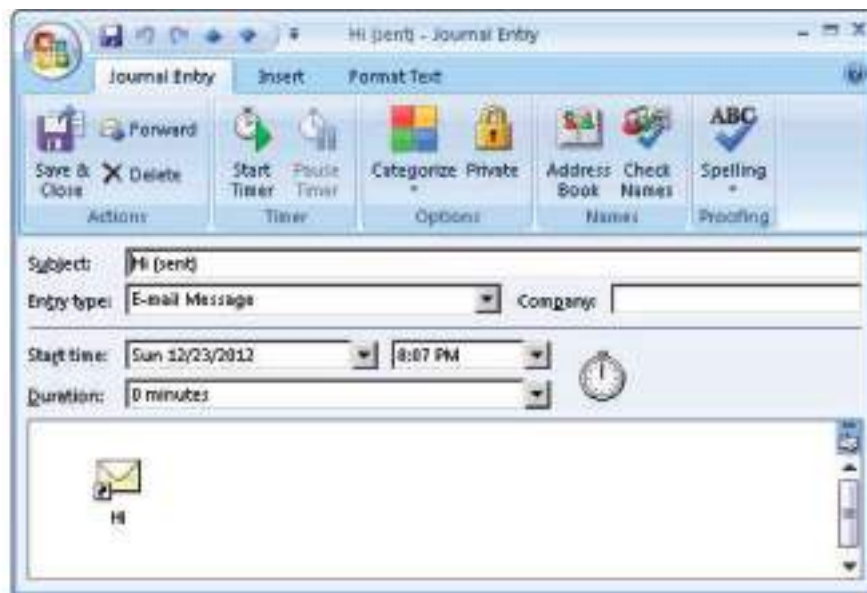 Hi (sent) - Journal Entry
Journal Entry Insert Format Text
Save & Close Forward Delete
Start Timer Pause Timer
Categorize Private
Address Book Check Names
ABC Spelling
Actions Timer Options Names Proofing
Subject: Hi (sent)
Entry type: E-mail Message Company:
Start time: Sun 12/23/2012 8:07 PM
Duration: 0 minutes
Hi